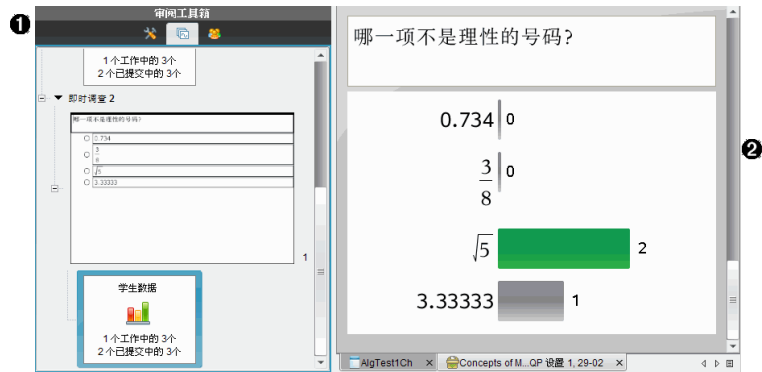 ❶
审阅工具箱
1个工作中的 3个
2个已提交中的 3个
即时调查 2
哪一项不是理性的号码?
0.734
3
8
√5
3.33333
1
学生数据
1个工作中的 3个
2个已提交中的 3个
哪一项不是理性的号码?
0.734 0
3
8
0
√5 2
3.33333 1
❷
AlgTest1Ch ×
Concepts of M...QP 设置 1, 29-02 ×